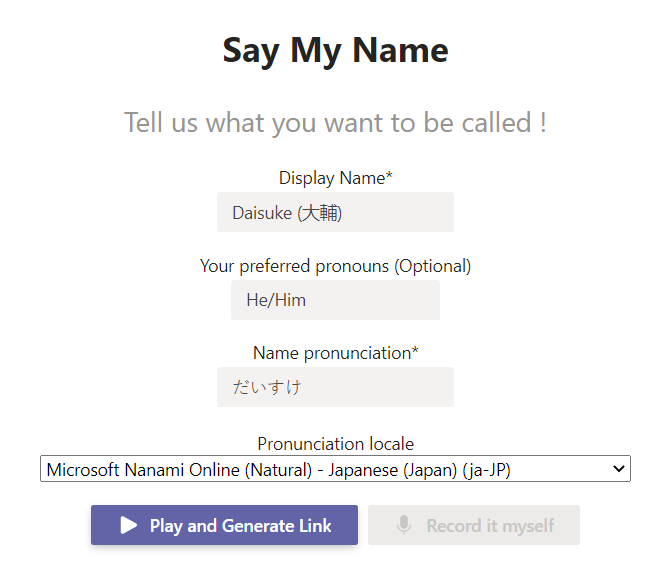 Say My Name
Tell us what you want to be called !
Display Name*
Daisuke (大輔)
Your preferred pronouns (Optional)
He/Him
Name pronunciation*
だいすけ
Pronunciation locale
Microsoft Nanami Online (Natural) - Japanese (Japan) (ja-JP)
Play and Generate Link
Record it myself